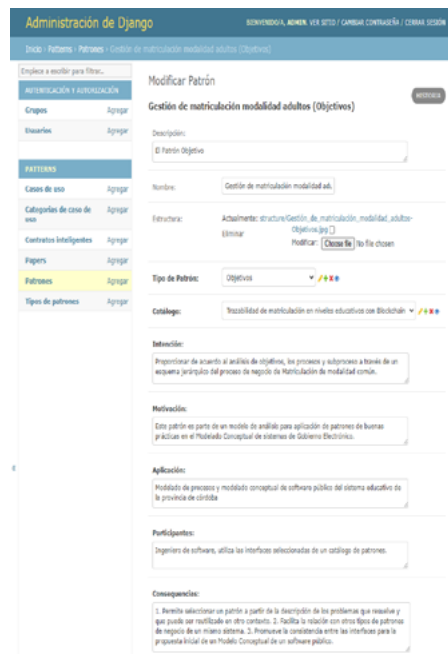 Administración de Django
BIENVENIDO/A, ADMIN. VER SITIO / CAMBIAR CONTRASEÑA / CERRAR SESIÓN
Inicio › Patterns › Patrones › Gestión de matriculación modalidad adultos (Objetivos)
Empiece a escribir para filtrar...
AUTENTICACIÓN Y AUTORIZACIÓN
Grupos Agregar
Usuarios Agregar
PATTERNS
Casos de uso Agregar
Categorías de caso de
uso Agregar
Contratos inteligentes Agregar
Papers Agregar
Patrones Agregar
Tipos de patrones Agregar
Modificar Patrón
HISTÓRICO
Gestión de matriculación modalidad adultos (Objetivos)
Descripción:
El Patrón Objetivo
Nombre: Gestión de matriculación modalidad ad
Estructura: Actualmente: structure/Gestión_de_matriculación_modalidad_adultos-
Objetivos.jpg
Eliminar
Modificar: Choose file No file chosen
Tipo de Patrón: Objetivos
Catálogo: Trazabilidad de matriculación en niveles educativos con Blockchain
Intención:
Proporcionar de acuerdo al análisis de objetivos, los procesos y subproceso a través de un
esquema jerárquico del proceso de negocio de Matriculación de modalidad común.
Motivación:
Este patrón es parte de un modelo de análisis para aplicación de patrones de buenas
prácticas en el Modelado Conceptual de sistemas de Gobierno Electrónico.
Aplicación:
Modelado de procesos y modelado conceptual de software público del sistema educativo de
la provincia de córdoba
Participantes:
Ingeniero de software, utiliza las interfaces seleccionadas de un catálogo de patrones.
Consequencias:
1. Permite seleccionar un patrón a partir de la descripción de los problemas que resuelve y
que puede ser reutilizado en otro contexto. 2. Facilita la relación con otros tipos de patrones
de negocio de un mismo sistema. 3. Promueve la consistencia entre las interfaces para la
propuesta inicial de un Modelo Conceptual de un software público.